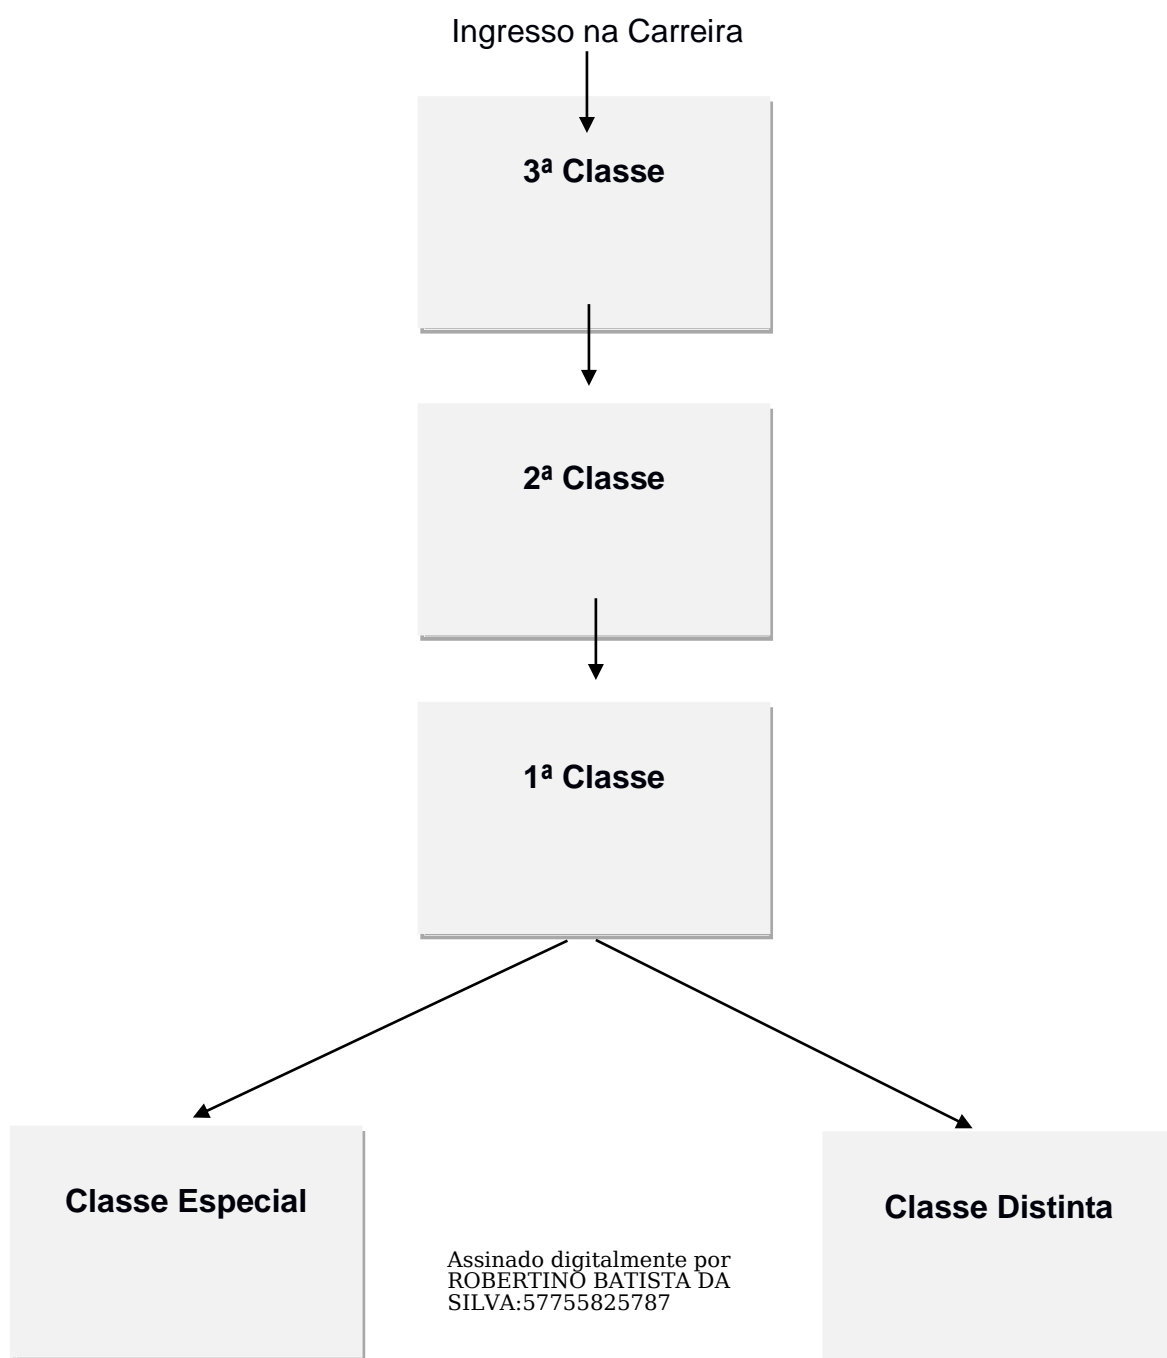 Ingresso na Carreira
3ª Classe
2ª Classe
1ª Classe
Classe Especial
Classe Distinta
Assinado digitalmente por
ROBERTINO BATISTA DA
SILVA:57755825787